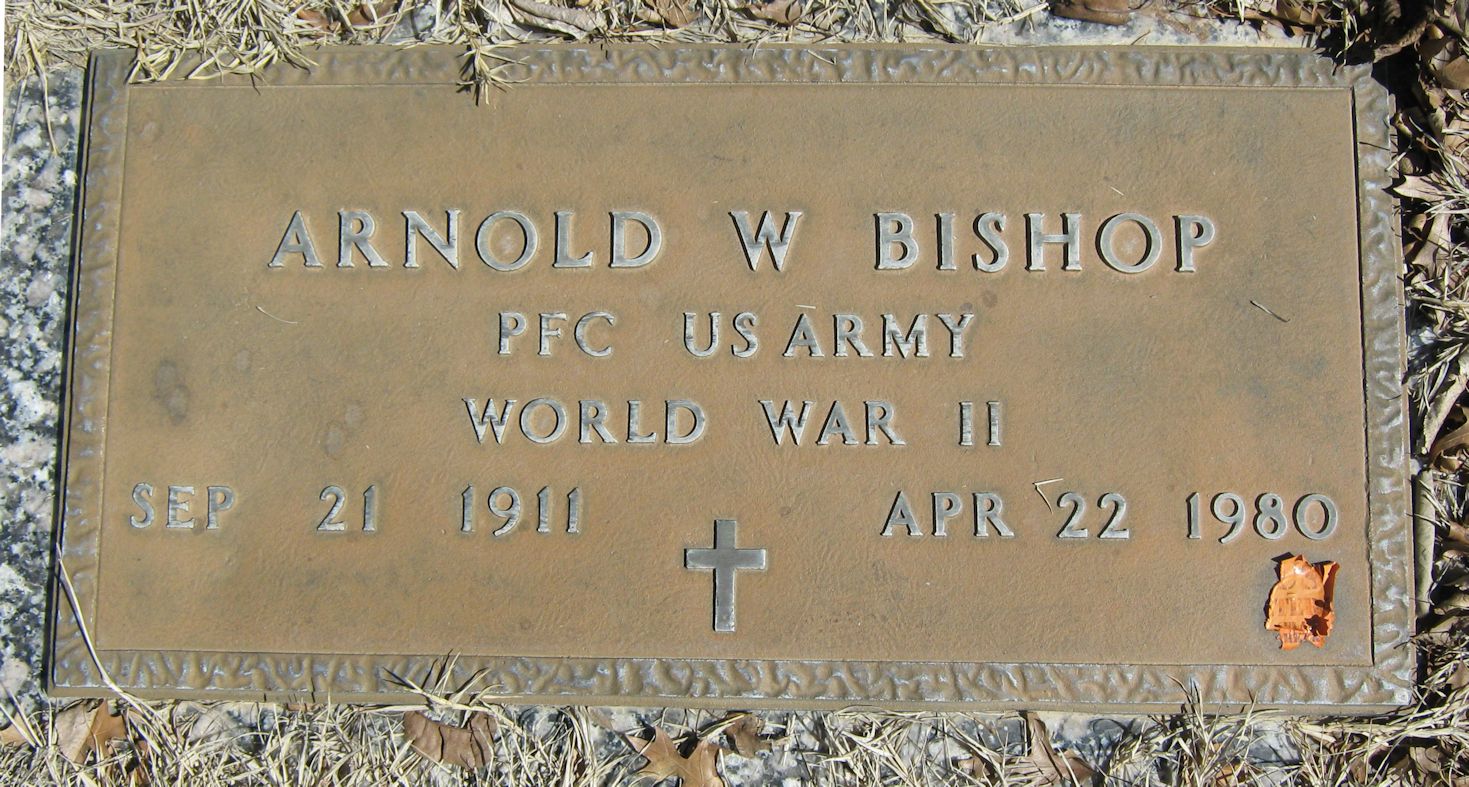 ARNOLD W BISHOP
PFC US ARMY
WORLD WAR II
SEP 21 1911 APR 22 1980